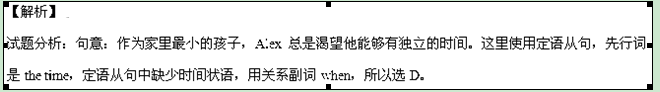 【解析】
试题分析：句意：作为家里最小的孩子，Alex 总是渴望他能够有独立的时间。这里使用定语从句，先行词
是 the time，定语从句中缺少时间状语，用关系副词 when，所以选 D。